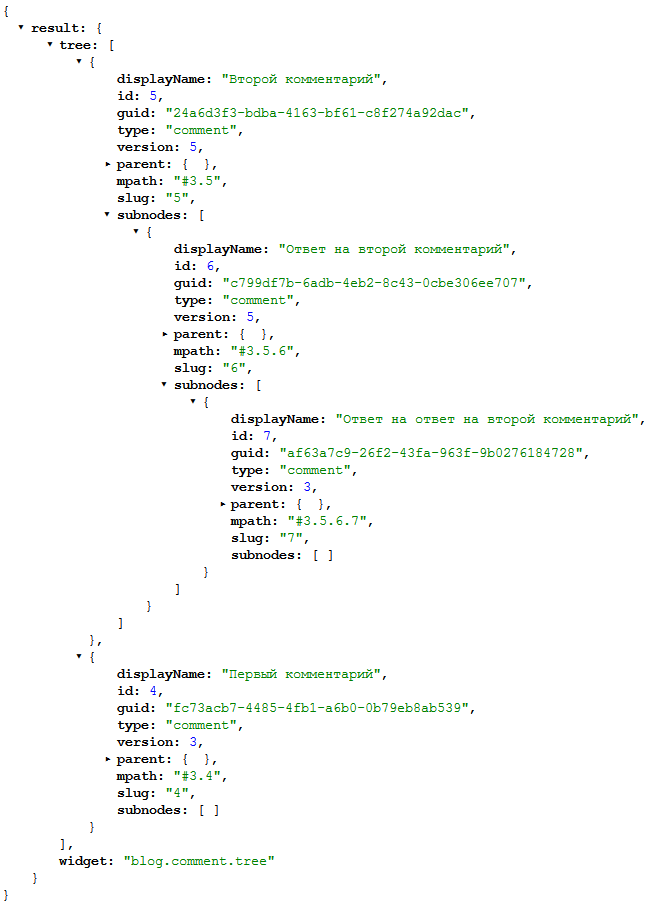 {
▼ result: {
▼ tree: [
▼ {
displayName: "Второй комментарий",
id: 5,
guid: "24a6d3f3-bdba-4163-bf61-c8f274a92dac",
type: "comment",
version: 5,
► parent: { },
mpath: "#3.5",
slug: "5",
▼ subnodes: [
▼ {
displayName: "Ответ на второй комментарий",
id: 6,
guid: "c799df7b-6adb-4eb2-8c43-0cbe306ee707",
type: "comment",
version: 5,
► parent: { },
mpath: "#3.5.6",
slug: "6",
▼ subnodes: [
▼ {
displayName: "Ответ на ответ на второй комментарий",
id: 7,
guid: "af63a7c9-26f2-43fa-963f-9b0276184728",
type: "comment",
version: 3,
► parent: { },
mpath: "#3.5.6.7",
slug: "7",
subnodes: [ ]
}
]
}
]
},
▼ {
displayName: "Первый комментарий",
id: 4,
guid: "fc73acb7-4485-4fb1-a6b0-0b79eb8ab539",
type: "comment",
version: 3,
► parent: { },
mpath: "#3.4",
slug: "4",
subnodes: [ ]
}
],
widget: "blog.comment.tree"
}
}